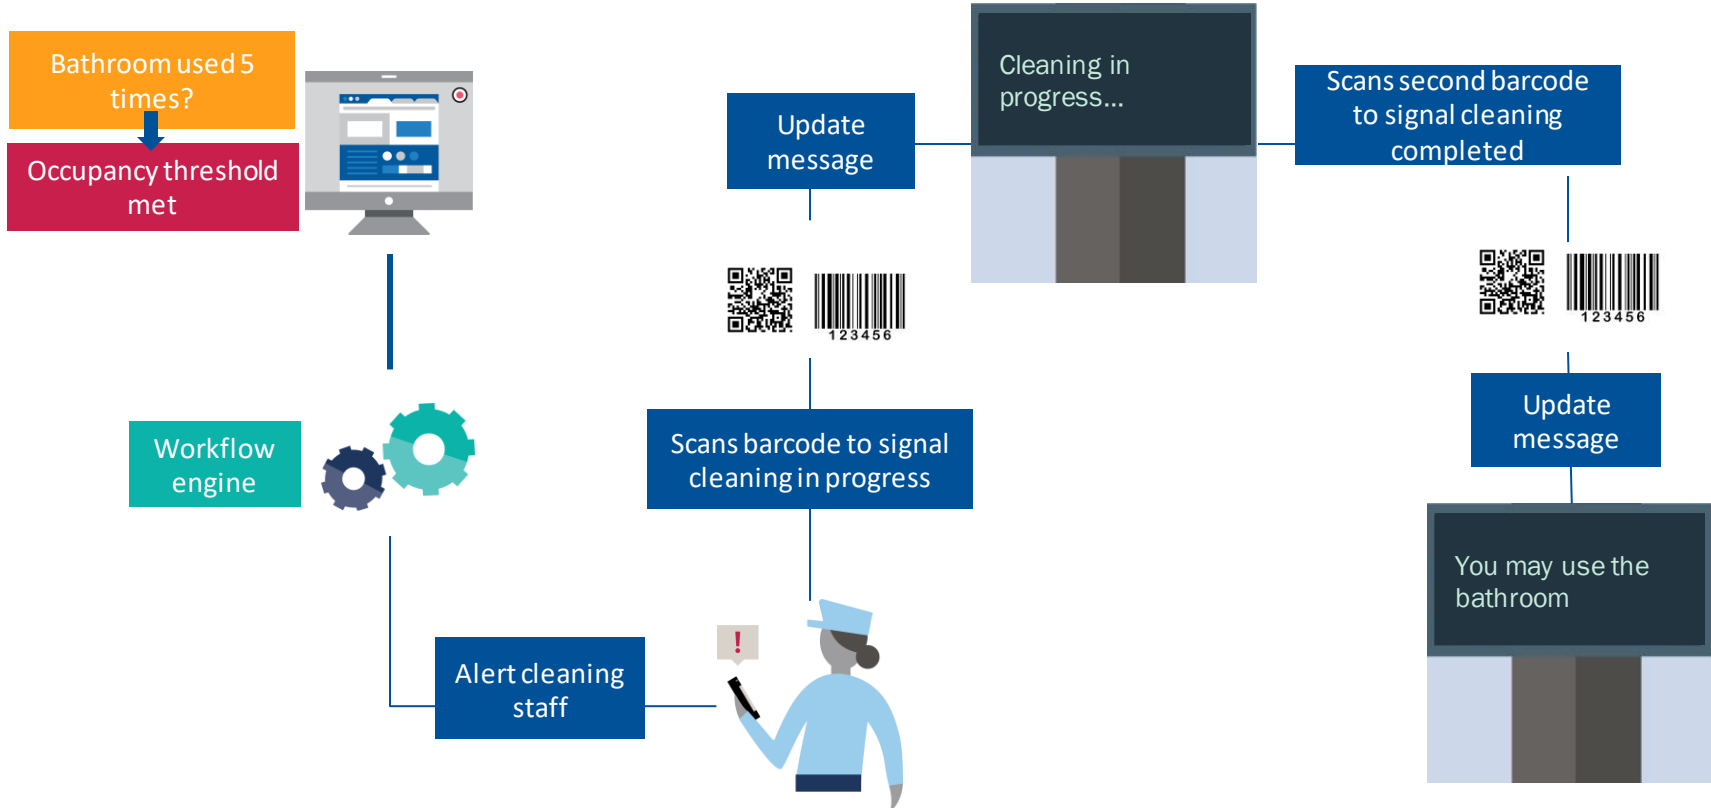 Bathroom used 5
times?
Occupancy threshold
met
Workflow
engine
Alert cleaning
staff
!
Scans barcode to signal
cleaning in progress
123456
Update
message
Cleaning in
progress...
Scans second barcode
to signal cleaning
completed
123456
Update
message
You may use the
bathroom